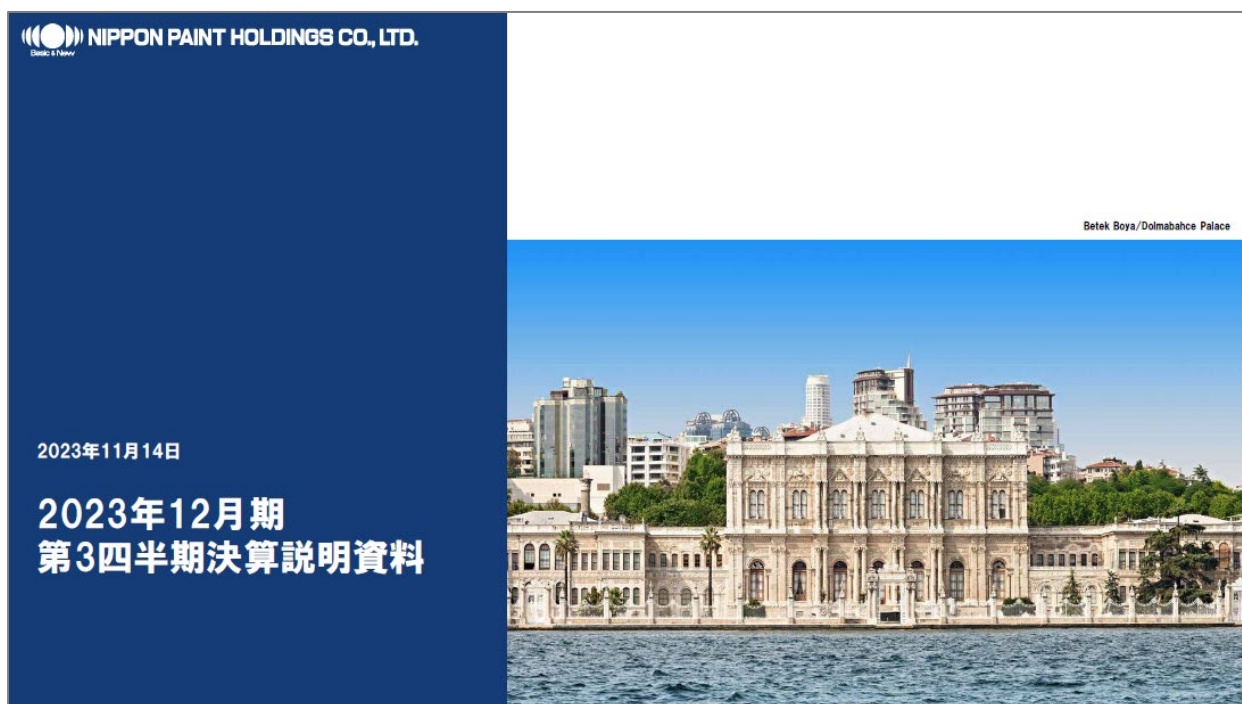 NIPPON PAINT HOLDINGS CO., LTD.
Basic & New
Betek Boya/Dolmabahce Palace
2023年11月14日
2023年12月期
第3四半期決算説明資料